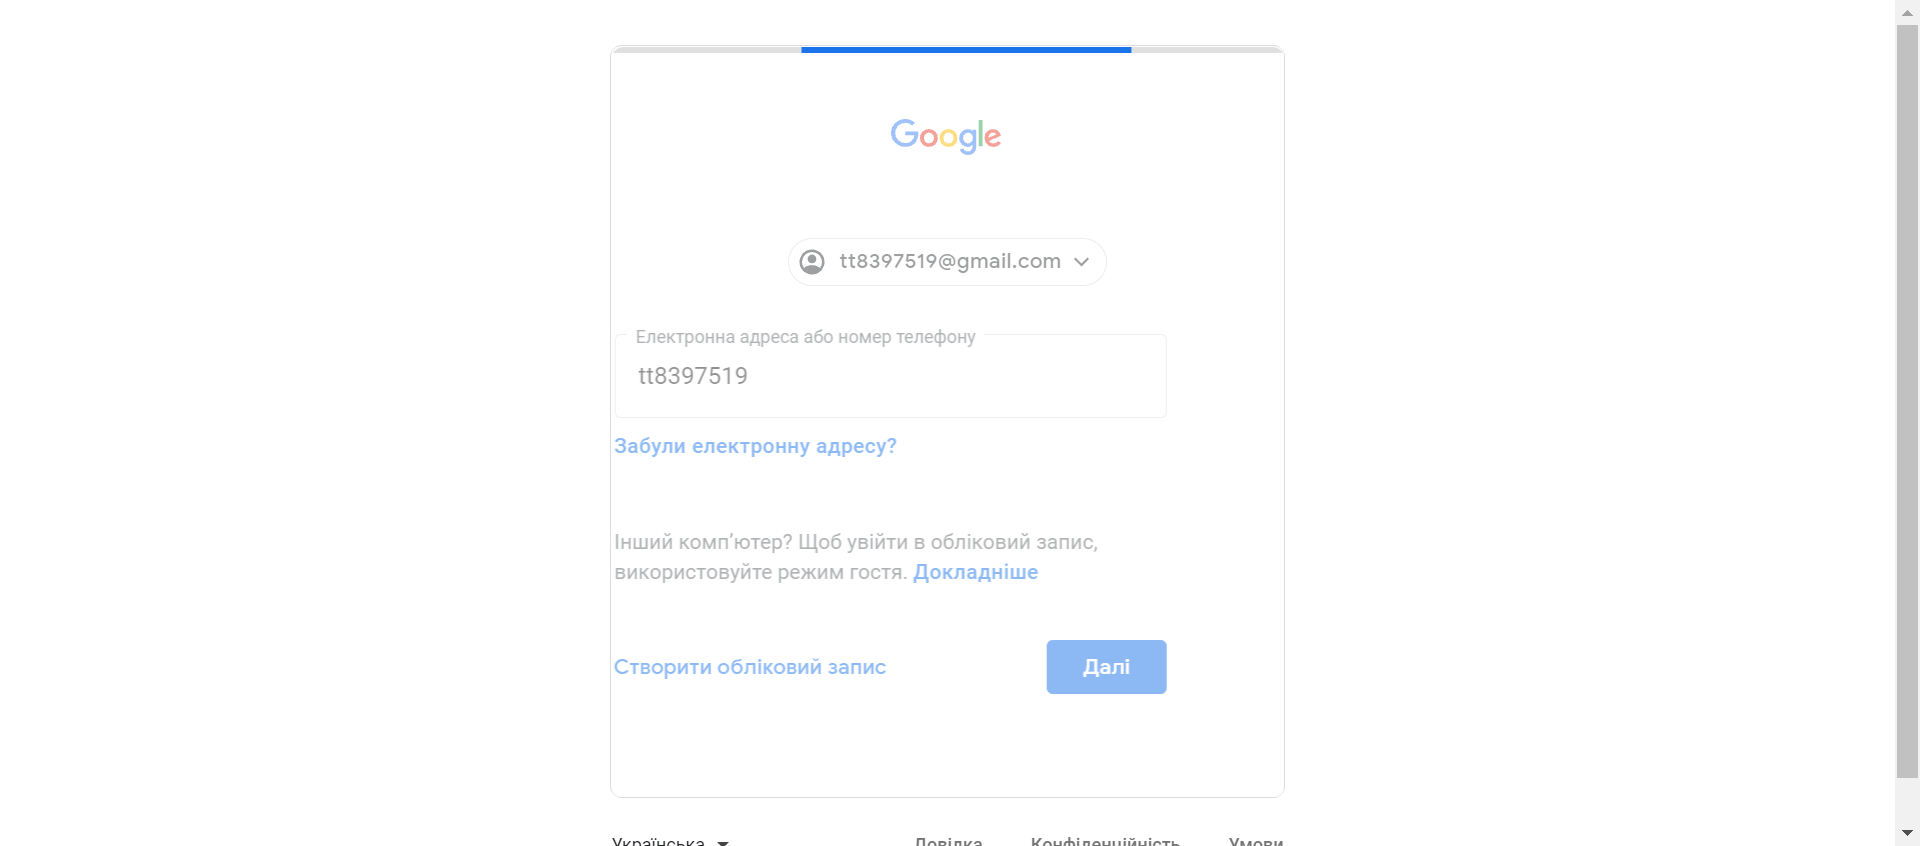 Google
tt8397519@gmail.com
Електронна адреса або номер телефону
tt8397519
Забули електронну адресу?
Інший комп’ютер? Щоб увійти в обліковий запис,
використовуйте режим гостя. Докладніше
Створити обліковий запис
Далі
Українська
Довідка
Конфіденційність
Умови